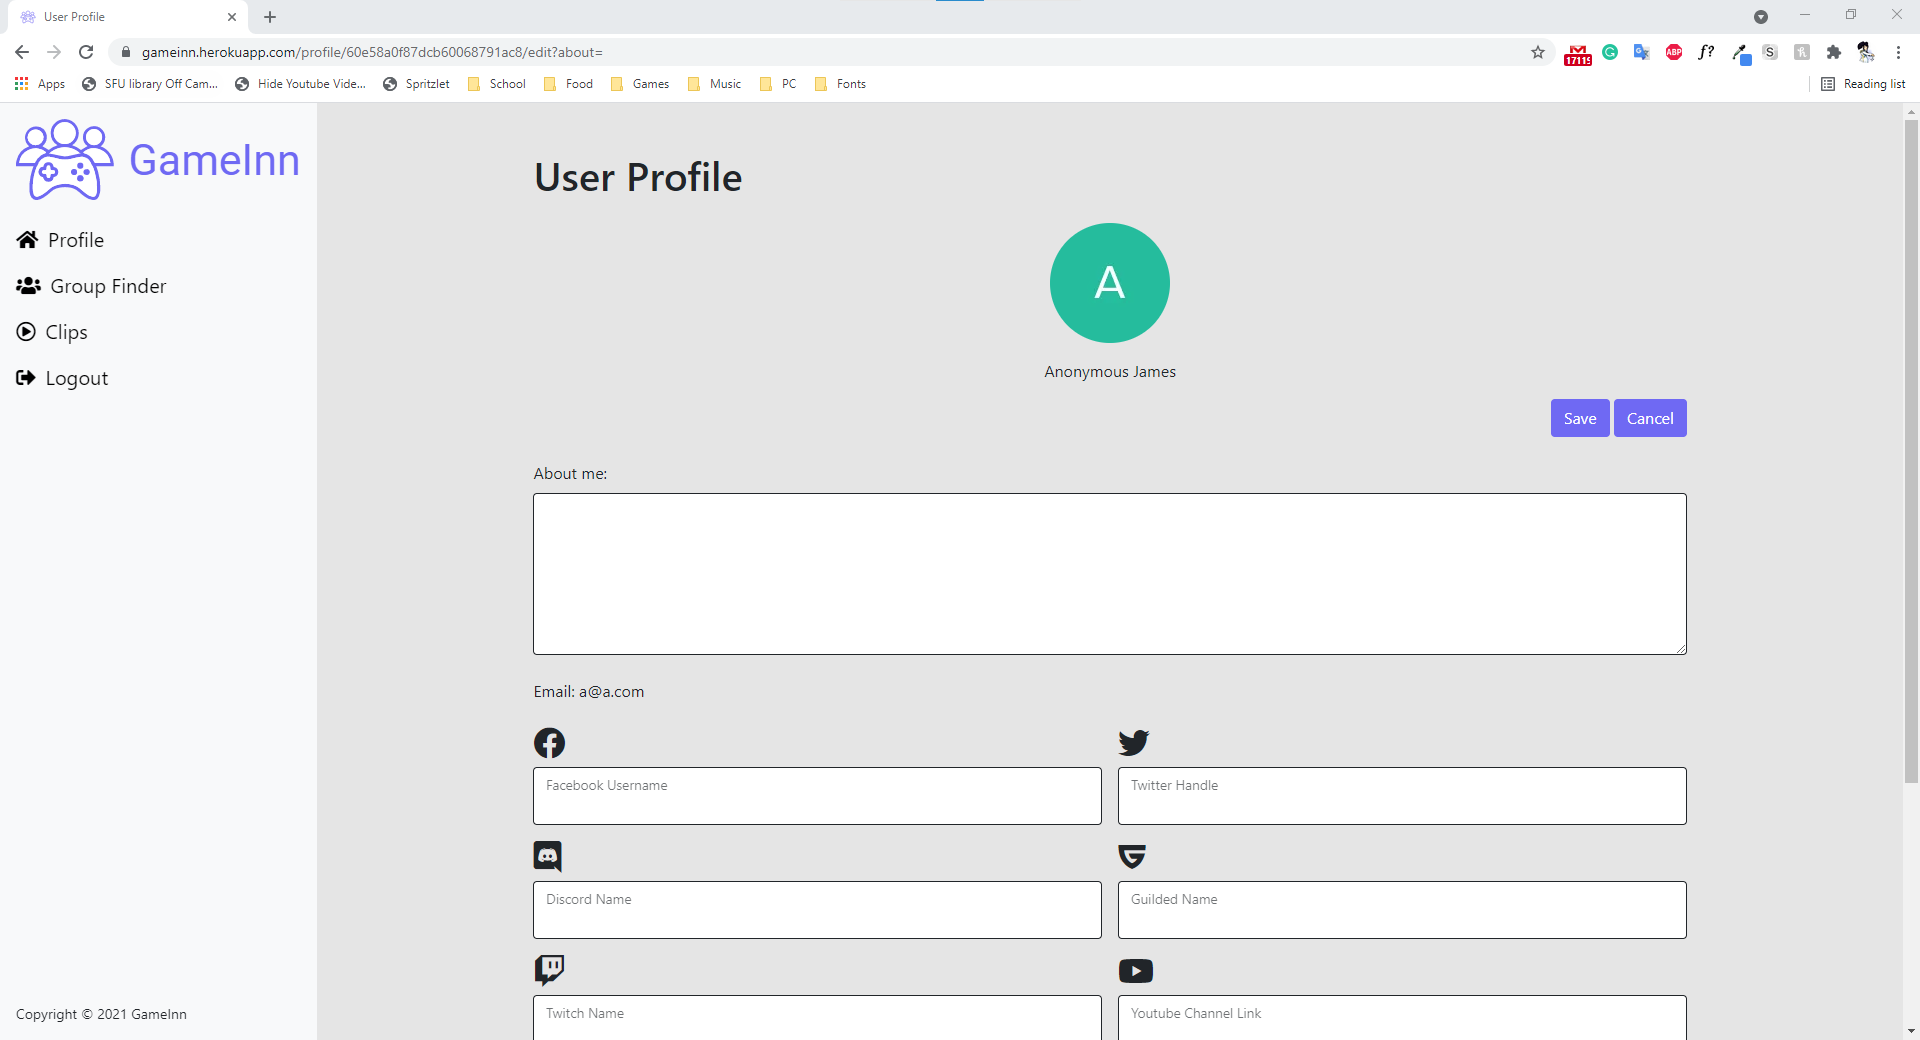 User Profile
gameinn.herokuapp.com/profile/60e58a0f87dcb60068791ac8/edit?about=
17115
ABP
f?
S
Apps
SFU library Off Cam...
Hide Youtube Vide...
Spritzlet
School
Food
Games
Music
PC
Fonts
Reading list
GameInn
Profile
Group Finder
Clips
Logout
Copyright © 2021 GameInn
User Profile
A
Anonymous James
Save
Cancel
About me:
Email: a@a.com
Facebook Username
Twitter Handle
Discord Name
Guilded Name
Twitch Name
Youtube Channel Link